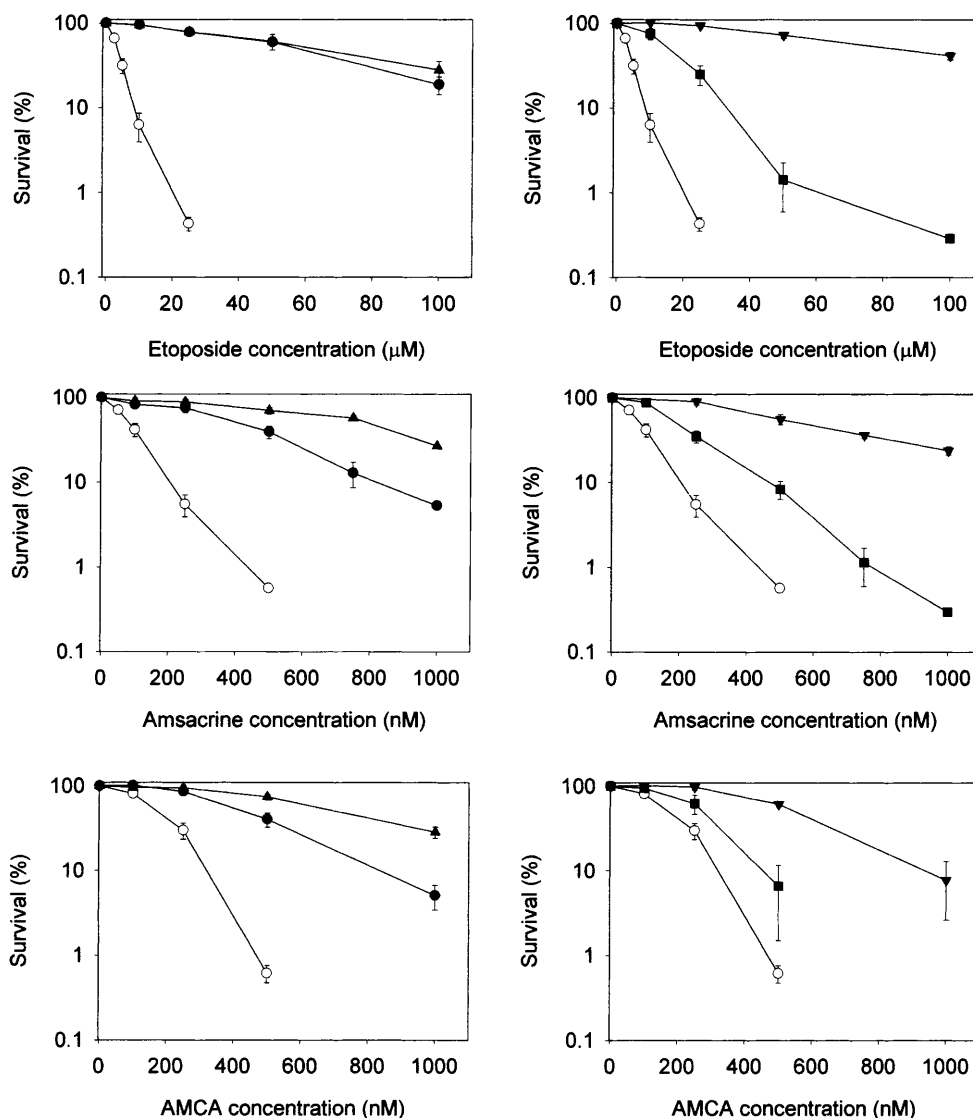 100
10
1
0.1
Survival (%)
0 20 40 60 80 100
Etoposide concentration (μM)
100
10
1
0.1
Survival (%)
0 20 40 60 80 100
Etoposide concentration (μM)
100
10
1
0.1
Survival (%)
0 200 400 600 800 1000
Amsacrine concentration (nM)
100
10
1
0.1
Survival (%)
0 200 400 600 800 1000
Amsacrine concentration (nM)
100
10
1
0.1
Survival (%)
0 200 400 600 800 1000
AMCA concentration (nM)
100
10
1
0.1
Survival (%)
0 200 400 600 800 1000
AMCA concentration (nM)